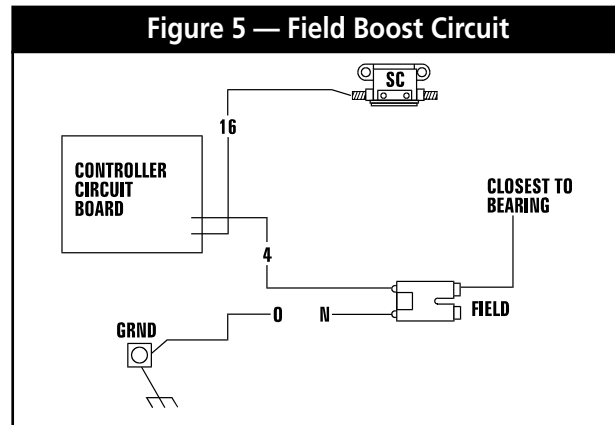 Figure 5 — Field Boost Circuit
SC
16
CONTROLLER
CIRCUIT
BOARD
CLOSEST TO
BEARING
4
0 N
FIELD
GRND